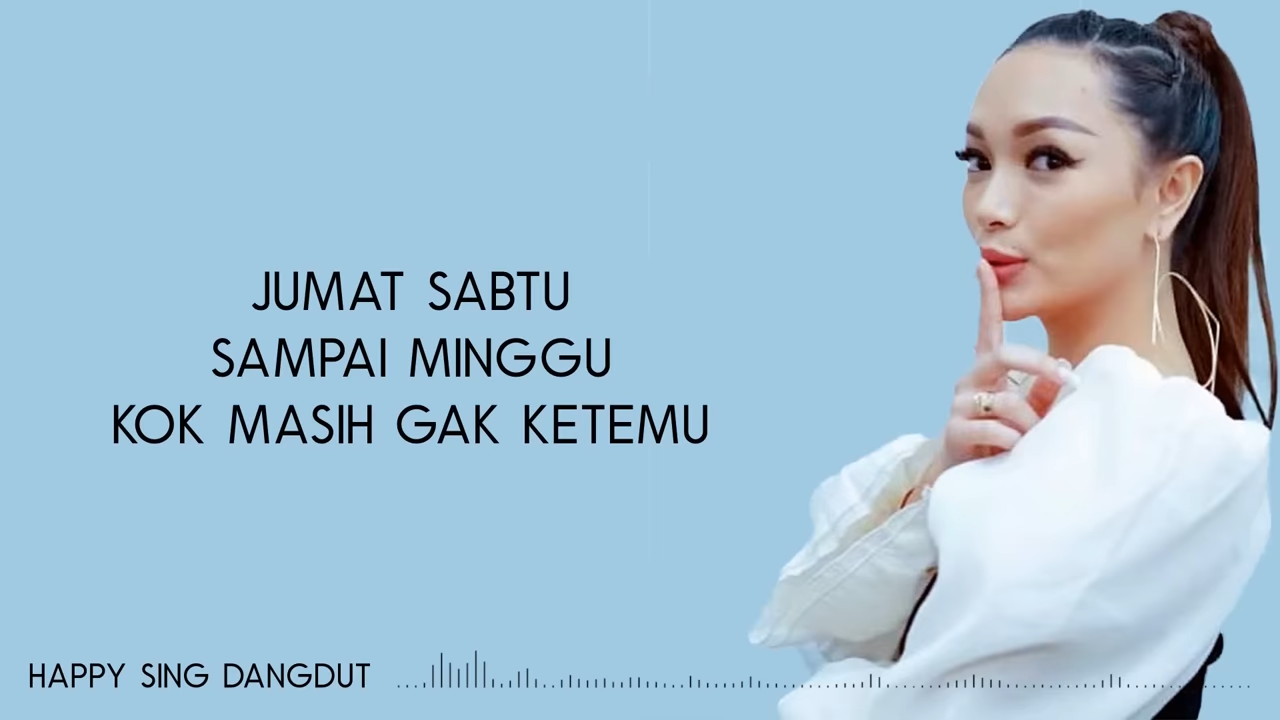 JUMAT SABTU
SAMPAI MINGGU
KOK MASIH GAK KETEMU
HAPPY SING DANGDUT